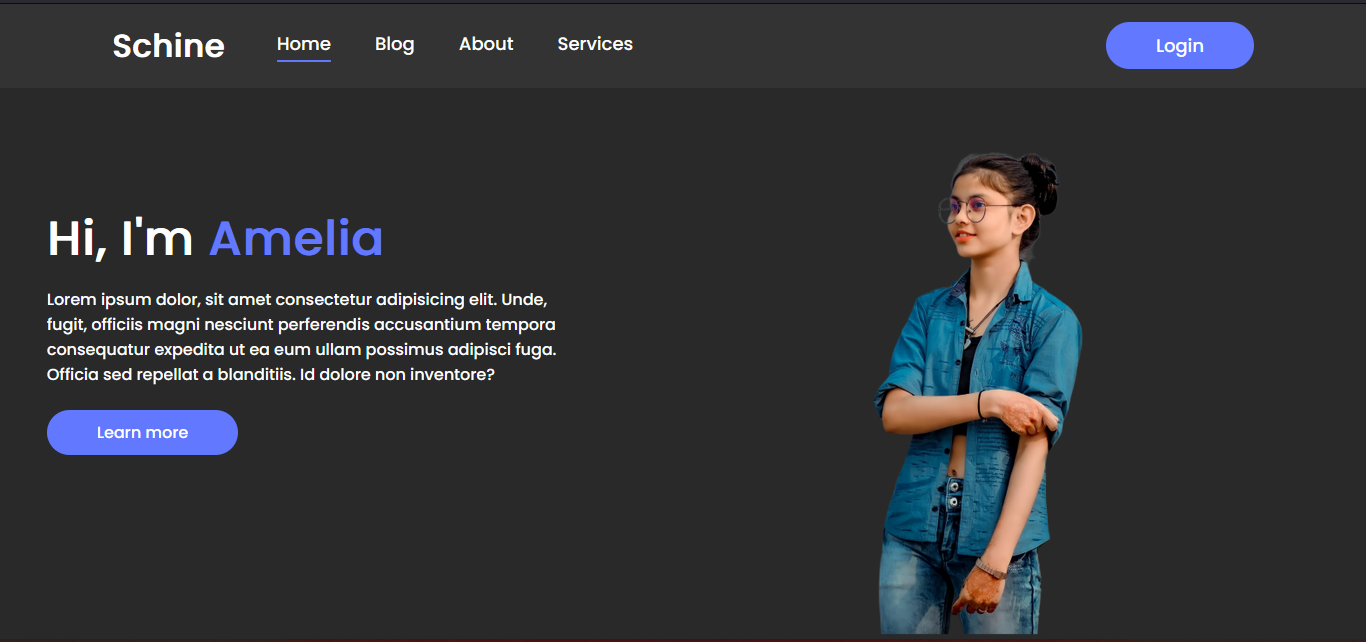 Schine
Home
Blog
About
Services
Login
Hi, I'm Amelia
Lorem ipsum dolor, sit amet consectetur adipisicing elit. Unde,
fugit, officiis magni nesciunt perferendis accusantium tempora
consequatur expedita ut ea eum ullam possimus adipisci fuga.
Officia sed repellat a blanditiis. Id dolore non inventore?
Learn more